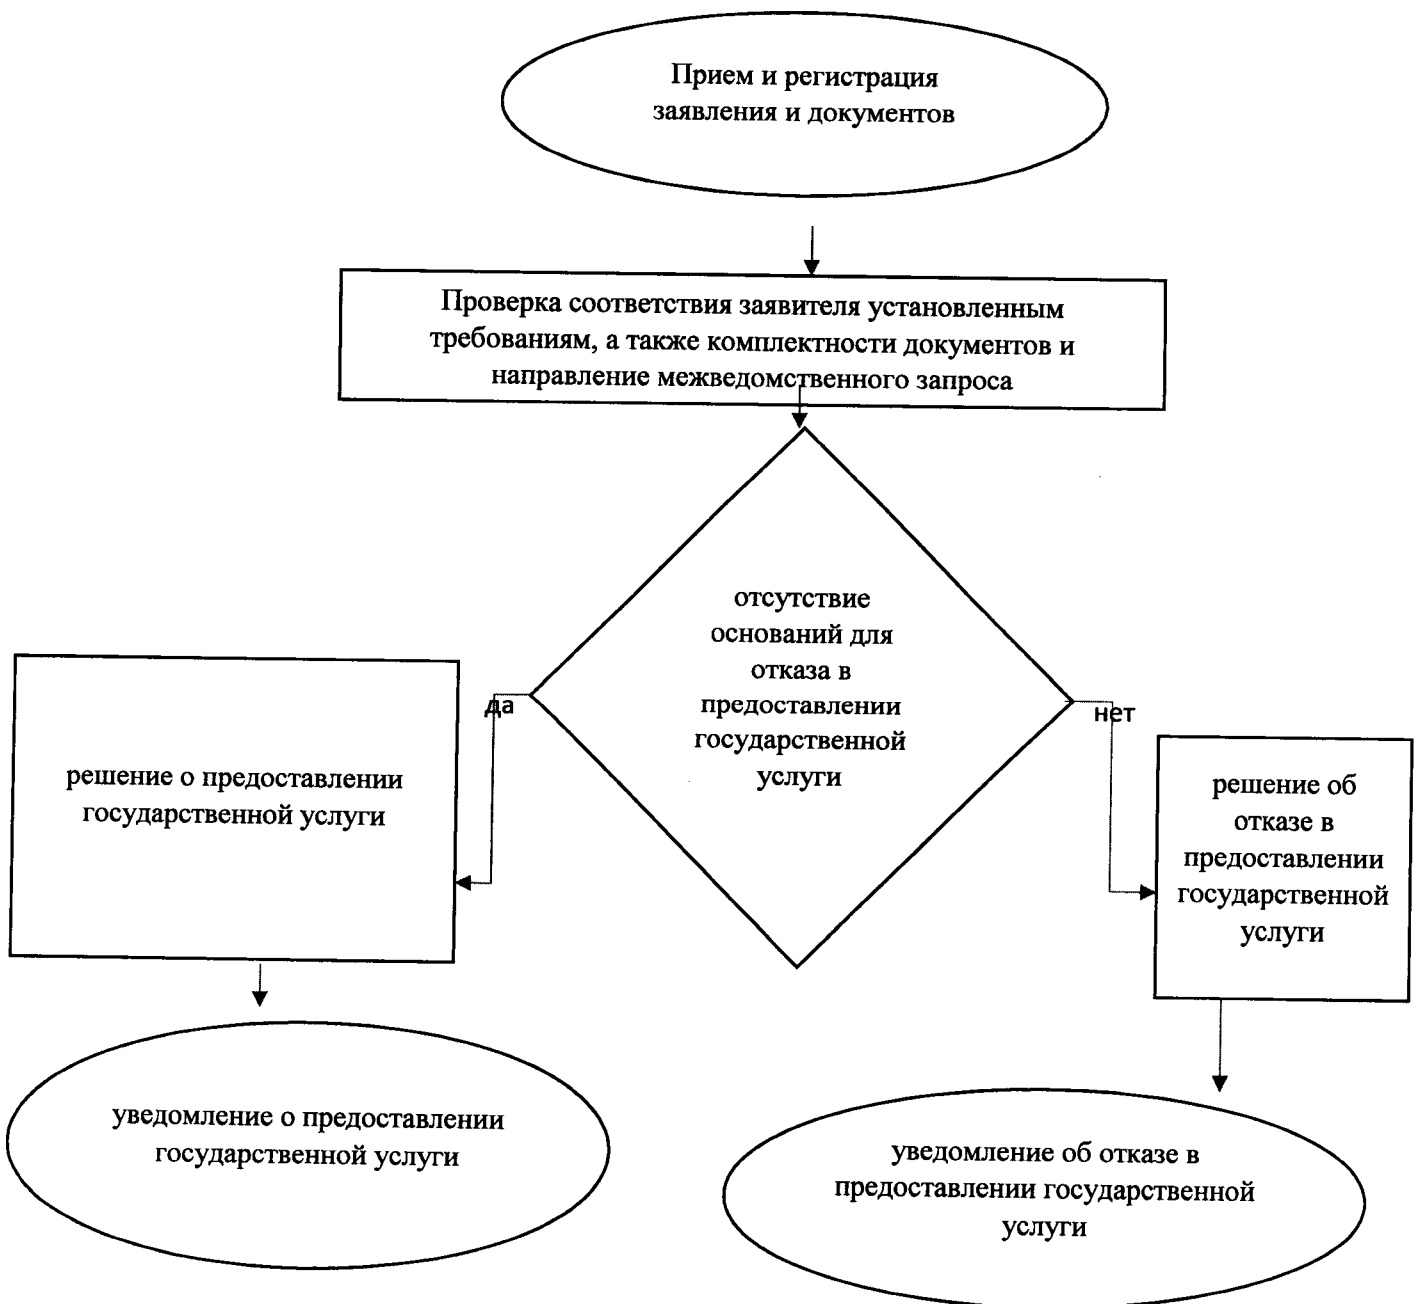 Прием и регистрация
заявления и документов
Проверка соответствия заявителя установленным
требованиям, а также комплектности документов и
направление межведомственного запроса
отсутствие
оснований для
отказа в
предоставлении
государственной
услуги
да
нет
решение о предоставлении
государственной услуги
решение об
отказе в
предоставлении
государственной
услуги
уведомление о предоставлении
государственной услуги
уведомление об отказе в
предоставлении государственной
услуги